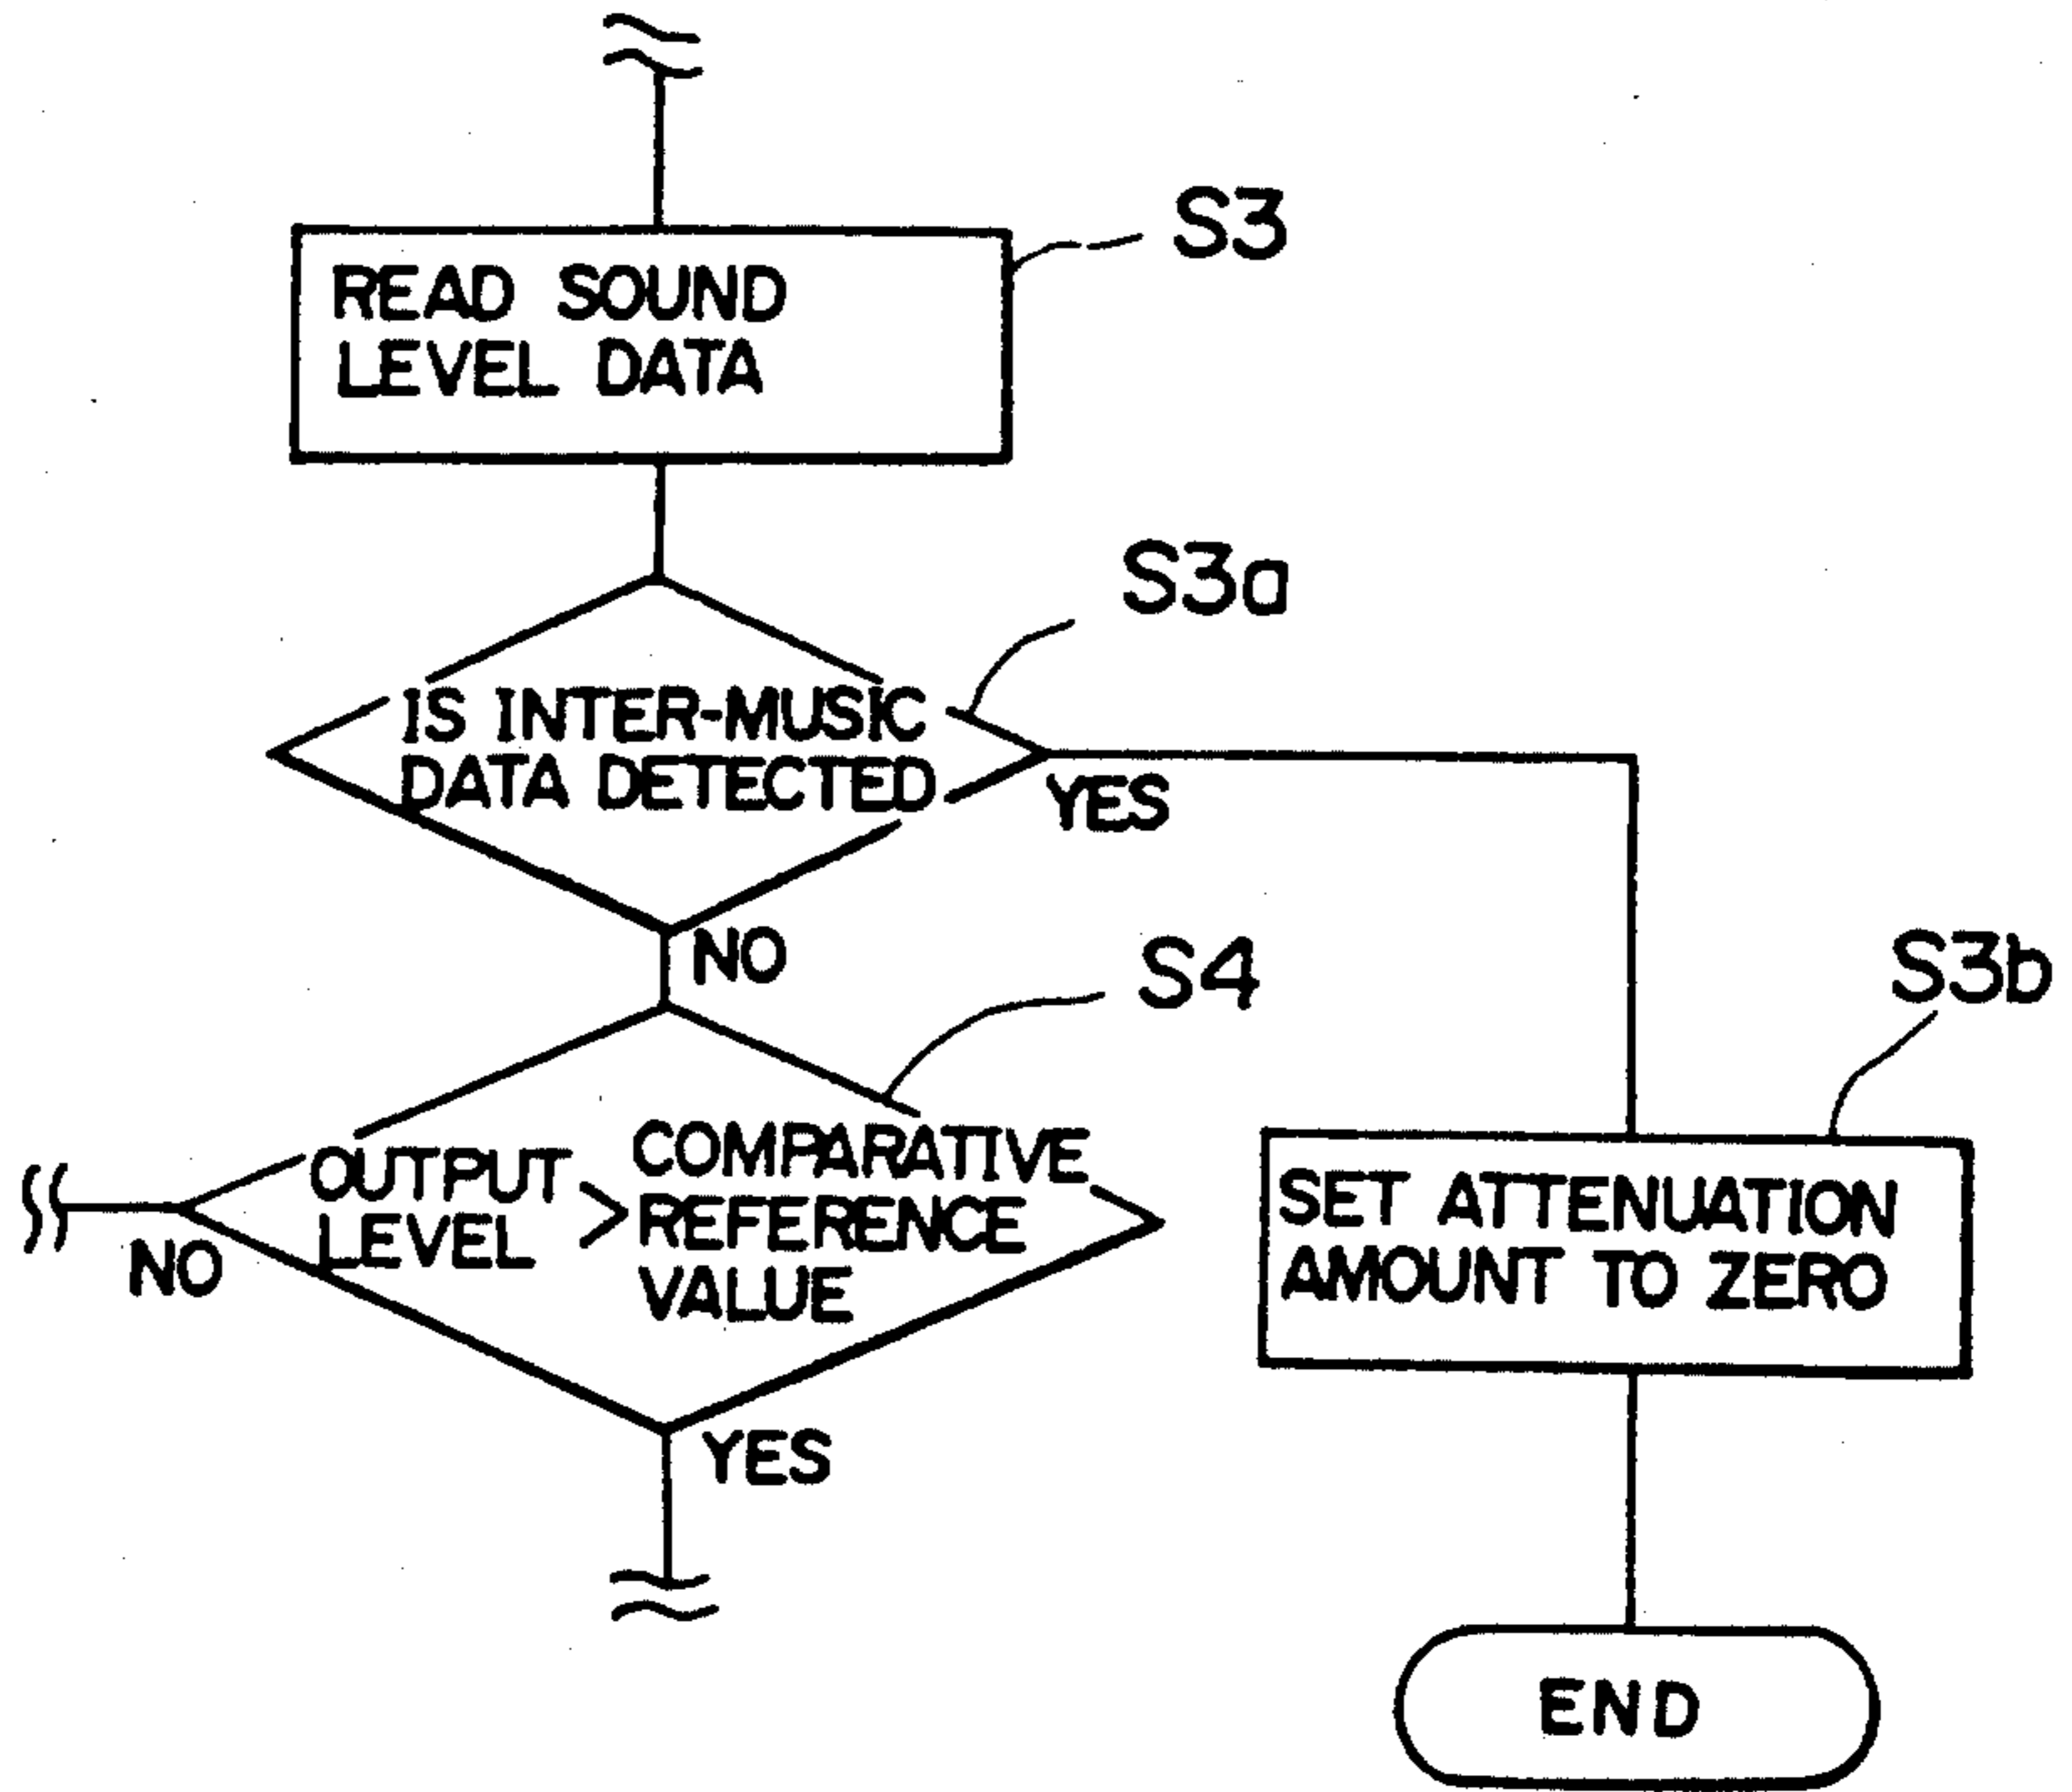 S3
READ SOUND
LEVEL DATA
S3a
IS INTER-MUSIC
DATA DETECTED
YES
NO
S4
S3b
OUTPUT
LEVEL
>
COMPARATIVE
REFERENCE
VALUE
NO
YES
SET ATTENUATION
AMOUNT TO ZERO
END